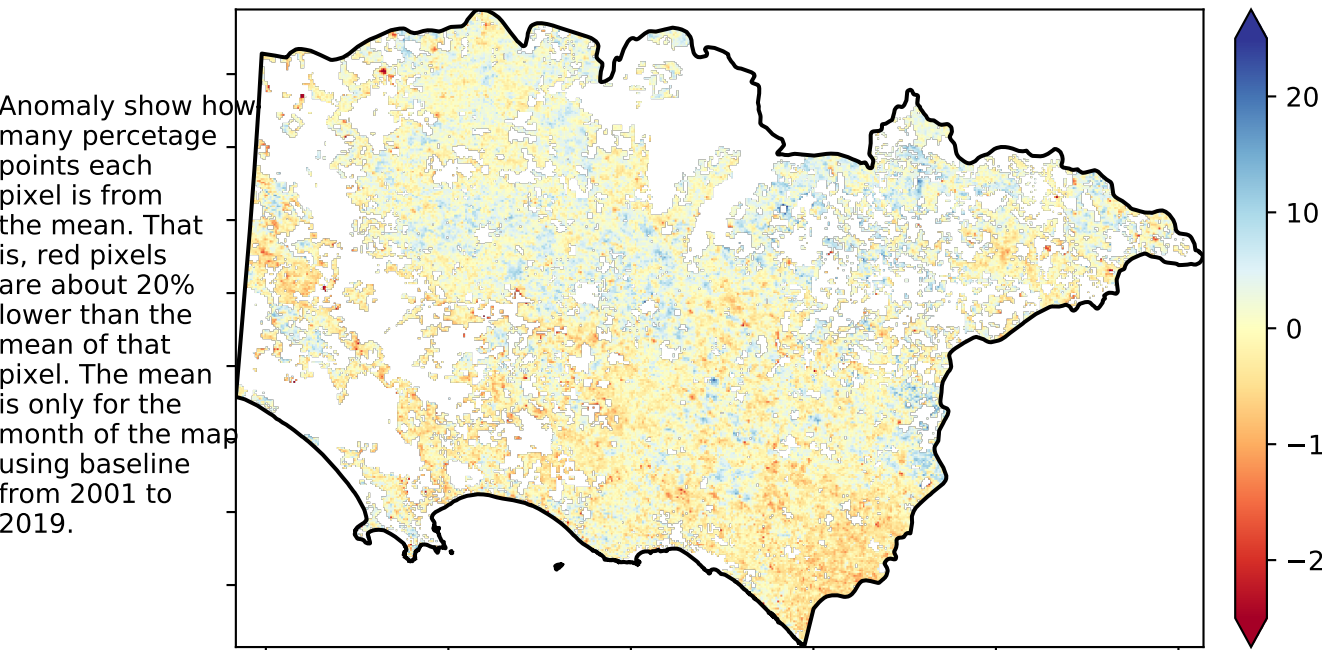 Anomaly show how
many percetage
points each
pixel is from
the mean. That
is, red pixels
are about 20%
lower than the
mean of that
pixel. The mean
is only for the
month of the map
using baseline
from 2001 to
2019.
20
10
0
−1
−2